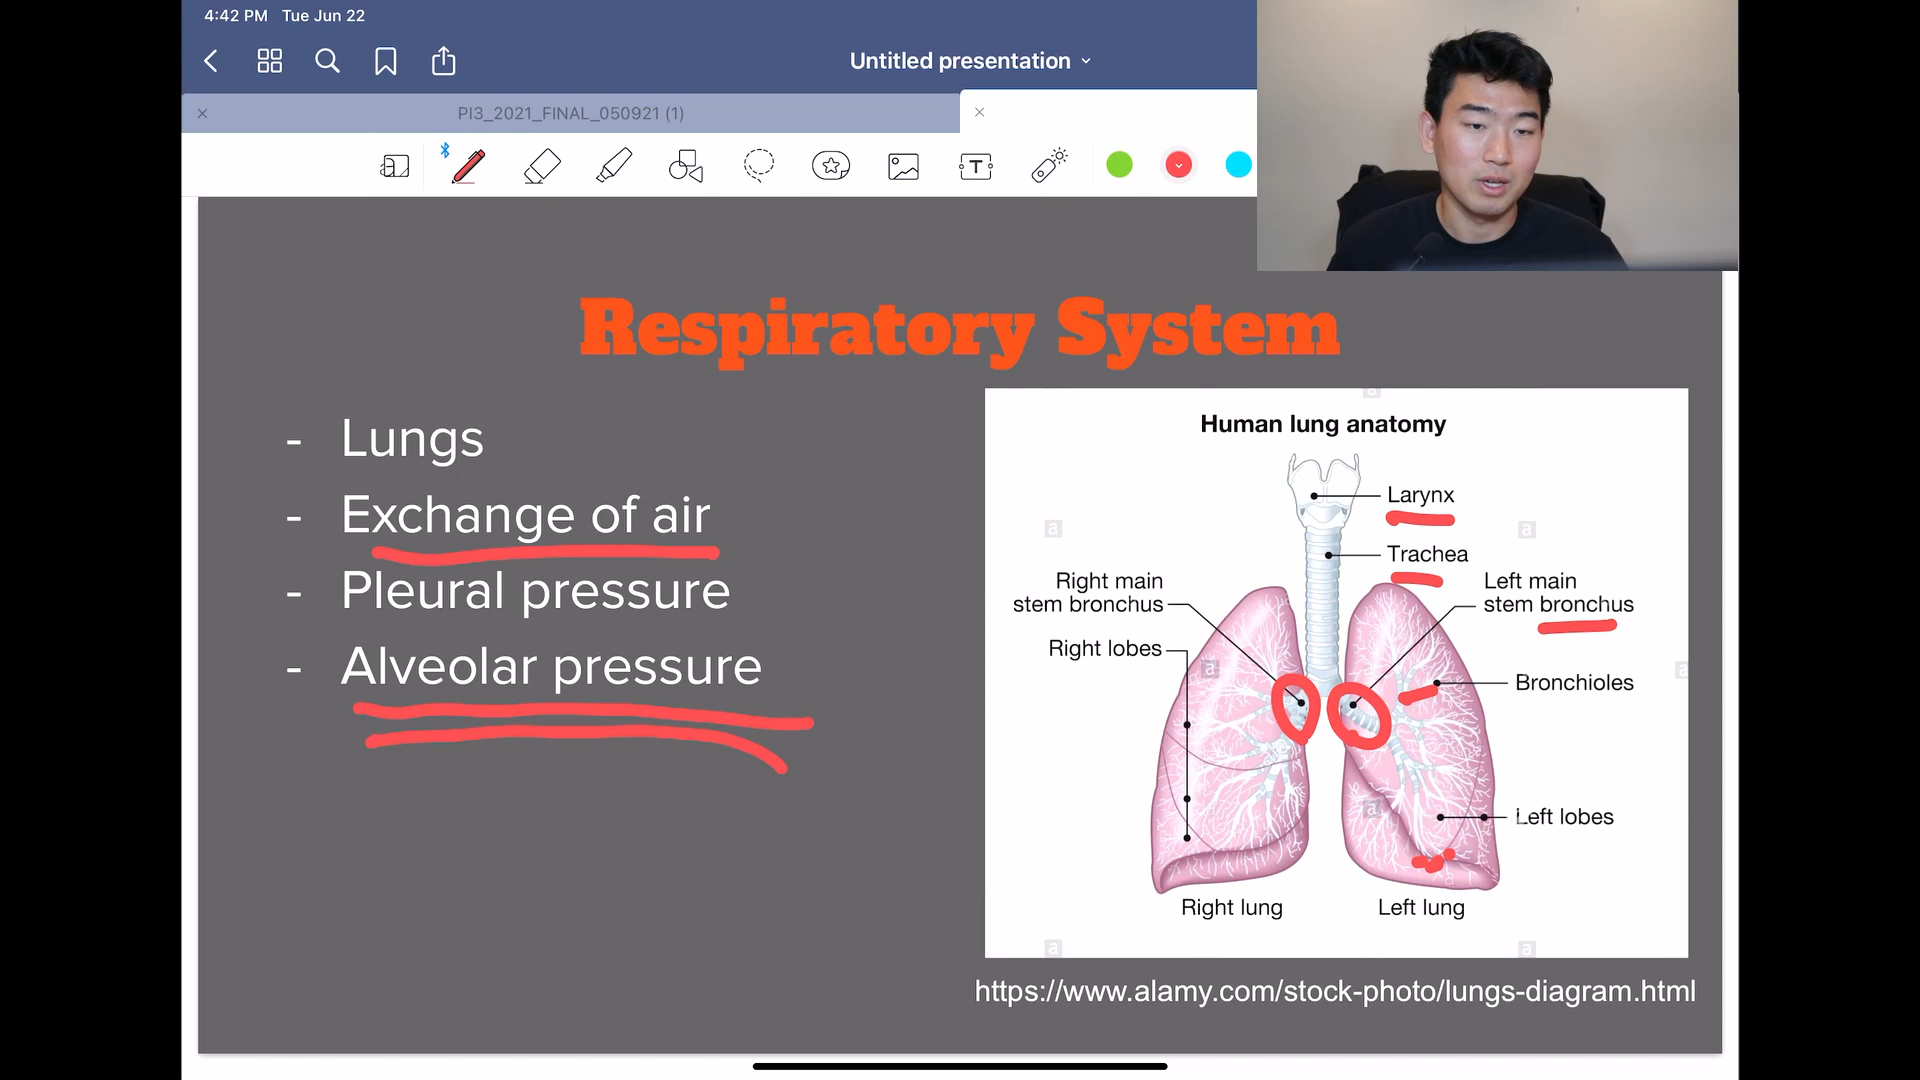 4:42 PM Tue Jun 22
Untitled presentation
PI3_2021_FINAL_050921 (1)
T
Respiratory System
- Lungs
- Exchange of air
- Pleural pressure
- Alveolar pressure
Human lung anatomy
Larynx
Trachea
Right main
stem bronchus
Left main
stem bronchus
Right lobes
Bronchioles
Left lobes
Right lung
Left lung
a
a
a
a
a
a
a
a
https://www.alamy.com/stock-photo/lungs-diagram.html